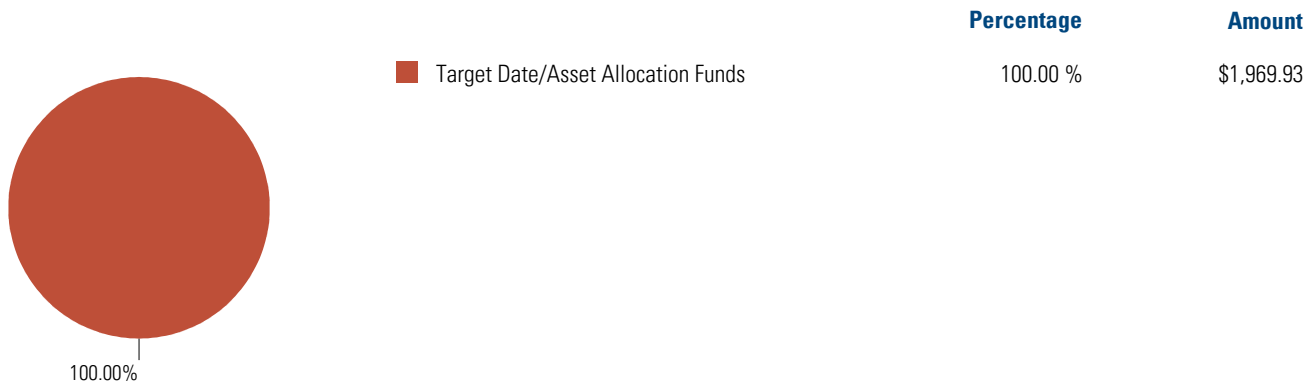 Percentage Amount
Target Date/Asset Allocation Funds 100.00 % $1,969.93
100.00%